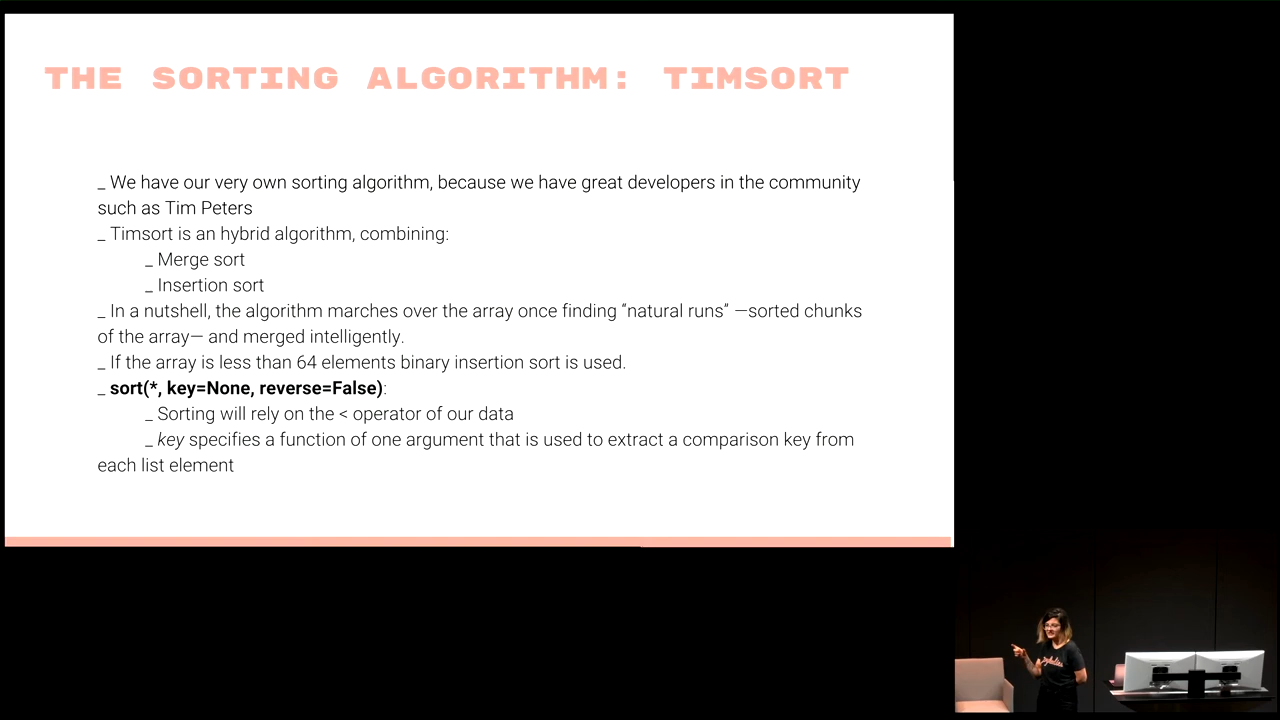 THE SORTING ALGORITHM: TIMSORT
_ We have our very own sorting algorithm, because we have great developers in the community
such as Tim Peters
_ Timsort is an hybrid algorithm, combining:
_ Merge sort
_ Insertion sort
_ In a nutshell, the algorithm marches over the array once finding “natural runs” —sorted chunks
of the array— and merged intelligently.
_ If the array is less than 64 elements binary insertion sort is used.
_ sort(*, key=None, reverse=False):
_ Sorting will rely on the < operator of our data
_ key specifies a function of one argument that is used to extract a comparison key from
each list element